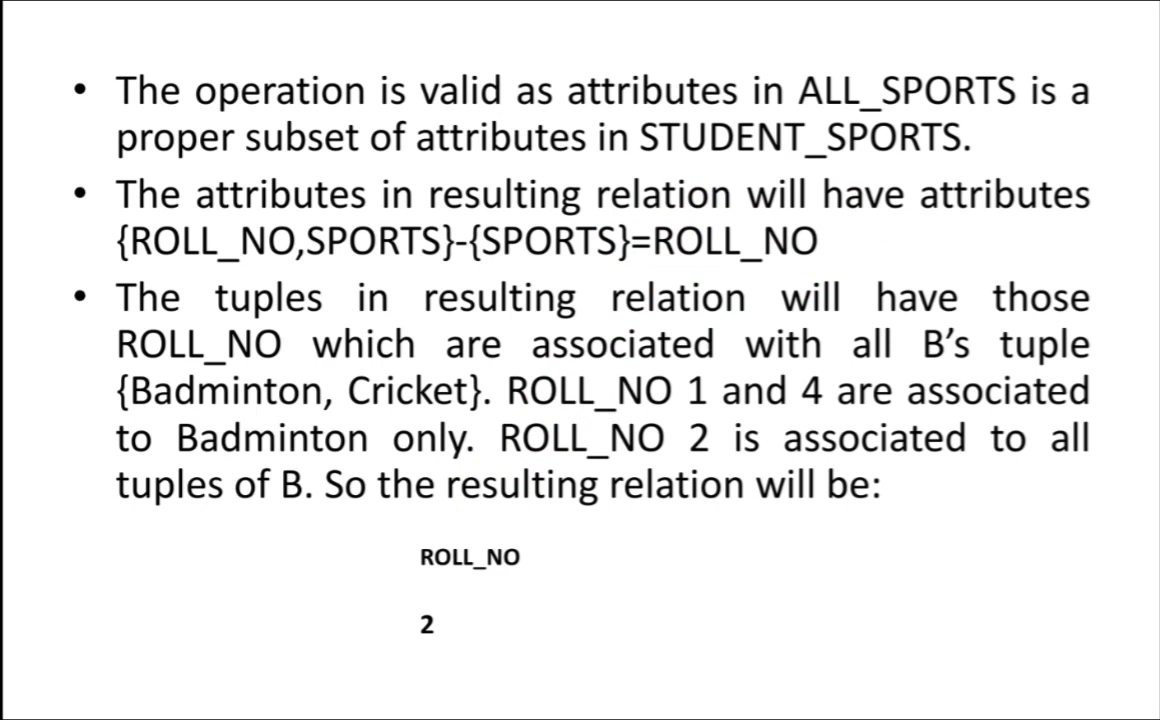 • The operation is valid as attributes in ALL_SPORTS is a
proper subset of attributes in STUDENT_SPORTS.
• The attributes in resulting relation will have attributes
{ROLL_NO,SPORTS}-{SPORTS}=ROLL_NO
• The tuples in resulting relation will have those
ROLL_NO which are associated with all B’s tuple
{Badminton, Cricket}. ROLL_NO 1 and 4 are associated
to Badminton only. ROLL_NO 2 is associated to all
tuples of B. So the resulting relation will be:
ROLL_NO
2